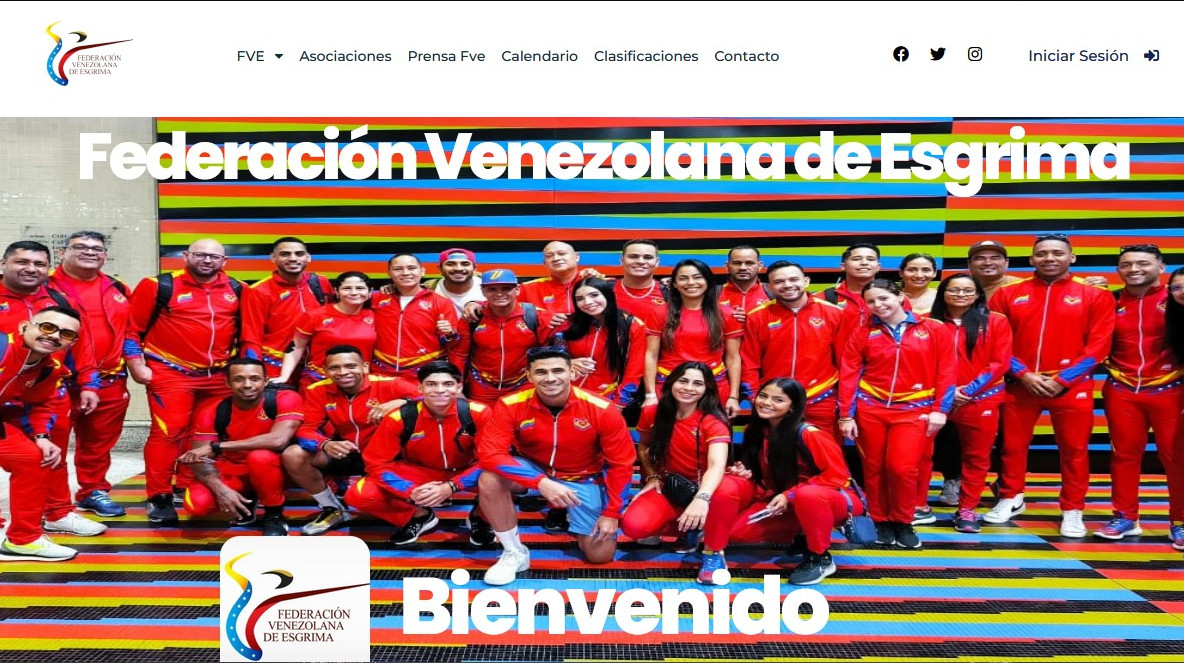 FEDERACIÓN
VENEZOLANA
DE ESGRIMA
FVE Asociaciones Prensa Fve Calendario Clasificaciones Contacto Iniciar Sesión
Federación Venezolana de Esgrima
FEDERACIÓN
VENEZOLANA
DE ESGRIMA
Bienvenido